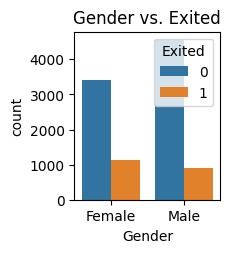 Gender vs. Exited
Exited
0
1
4000
3000
2000
1000
0
count
Female
Male
Gender